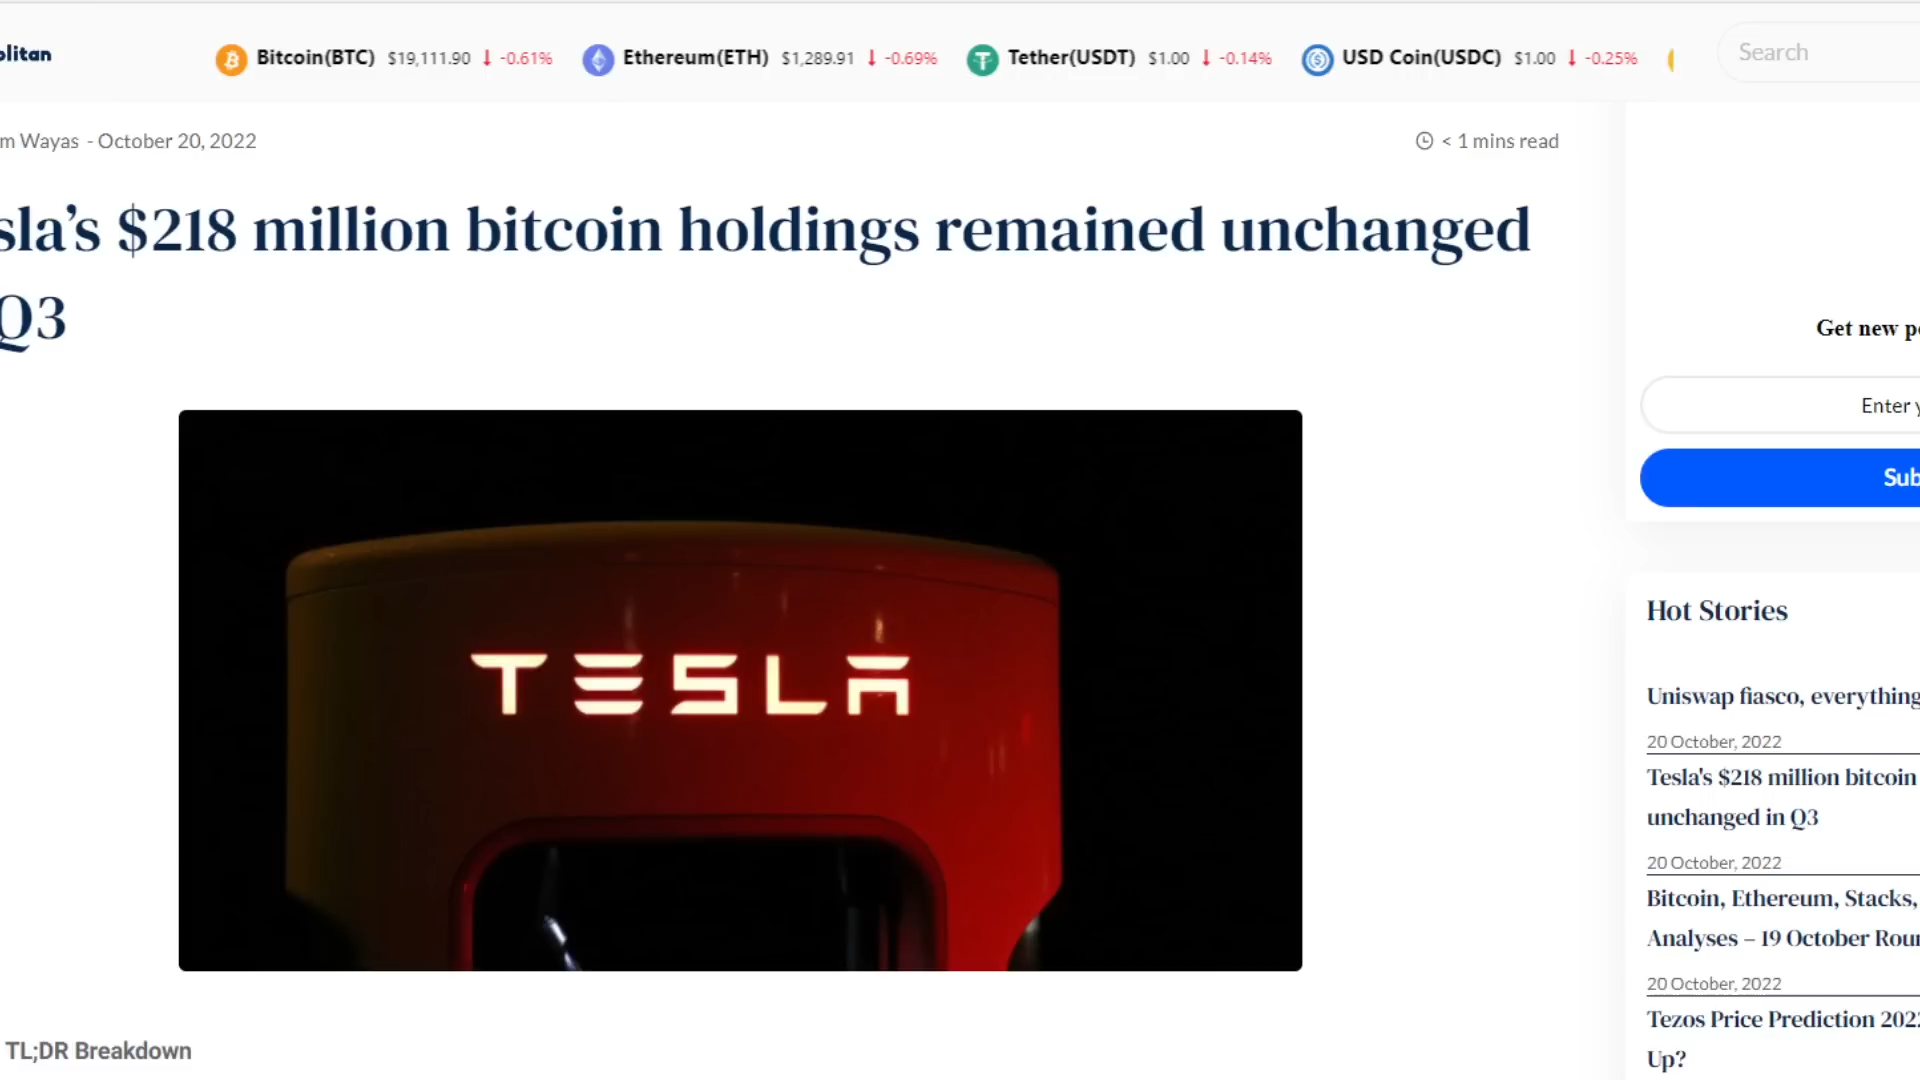 olitan
Bitcoin(BTC) $19,111.90 ↓ -0.61% Ethereum(ETH) $1,289.91 ↓ -0.69% Tether(USDT) $1.00 ↓ -0.14% USD Coin(USDC) $1.00 ↓ -0.25%
Search
m Wayas - October 20, 2022
< 1 mins read
sla's $218 million bitcoin holdings remained unchanged
Q3
TESLA
TL;DR Breakdown
Get new p
Enter y
Sub
Hot Stories
Uniswap fiasco, everything
20 October, 2022
Tesla's $218 million bitcoin
unchanged in Q3
20 October, 2022
Bitcoin, Ethereum, Stacks,
Analyses – 19 October Rou
20 October, 2022
Tezos Price Prediction 202
Up?